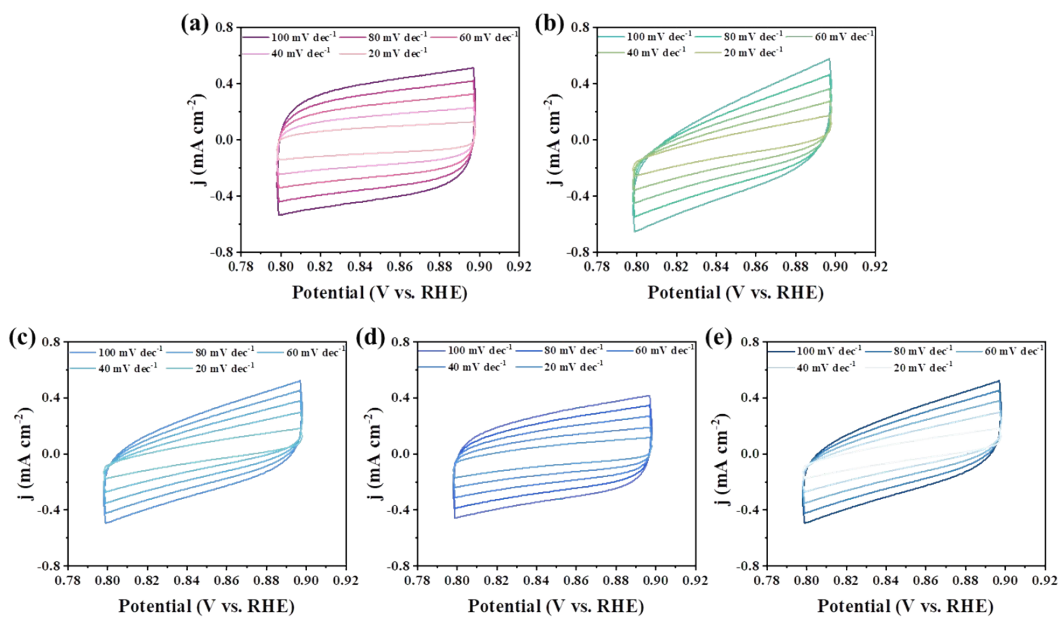 (a)
0.8
0.4
0.0
-0.4
-0.8
j (mA cm⁻²)
100 mV dec⁻¹ 80 mV dec⁻¹ 60 mV dec⁻¹
40 mV dec⁻¹ 20 mV dec⁻¹
0.78 0.80 0.82 0.84 0.86 0.88 0.90 0.92
Potential (V vs. RHE)
(b)
0.8
0.4
0.0
-0.4
-0.8
j (mA cm⁻²)
100 mV dec⁻¹ 80 mV dec⁻¹ 60 mV dec⁻¹
40 mV dec⁻¹ 20 mV dec⁻¹
0.78 0.80 0.82 0.84 0.86 0.88 0.90 0.92
Potential (V vs. RHE)
(c)
0.8
0.4
0.0
-0.4
-0.8
j (mA cm⁻²)
100 mV dec⁻¹ 80 mV dec⁻¹ 60 mV dec⁻¹
40 mV dec⁻¹ 20 mV dec⁻¹
0.78 0.80 0.82 0.84 0.86 0.88 0.90 0.92
Potential (V vs. RHE)
(d)
0.8
0.4
0.0
-0.4
-0.8
j (mA cm⁻²)
100 mV dec⁻¹ 80 mV dec⁻¹ 60 mV dec⁻¹
40 mV dec⁻¹ 20 mV dec⁻¹
0.78 0.80 0.82 0.84 0.86 0.88 0.90 0.92
Potential (V vs. RHE)
(e)
0.8
0.4
0.0
-0.4
-0.8
j (mA cm⁻²)
100 mV dec⁻¹ 80 mV dec⁻¹ 60 mV dec⁻¹
40 mV dec⁻¹ 20 mV dec⁻¹
0.78 0.80 0.82 0.84 0.86 0.88 0.90 0.92
Potential (V vs. RHE)